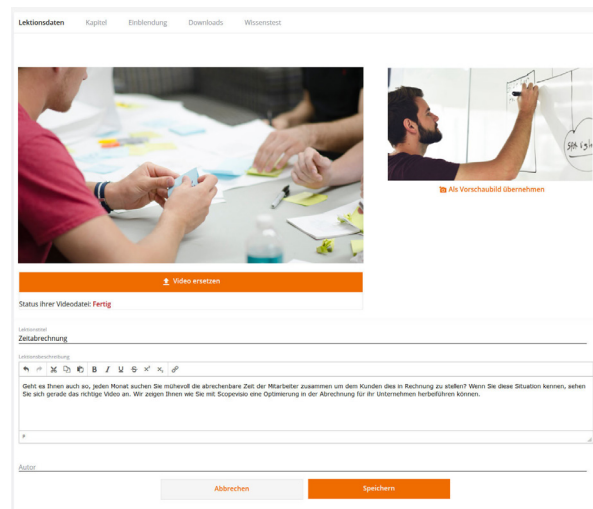 Lektionsdaten Kapitel Einblendung Downloads Wissenstest
Als Vorschaubild übernehmen
Video ersetzen
Status Ihrer Videodatei: Fertig
Lektionstitel
Zeitabrechnung
Lektionsbeschreibung
B I U S x² x₂
Geht es Ihnen auch so, jeden Monat suchen Sie mühevoll die abrechenbare Zeit der Mitarbeiter zusammen um dem Kunden dies in Rechnung zu stellen? Wenn Sie diese Situation kennen, sehen
Sie sich gerade das richtige Video an. Wir zeigen Ihnen wie Sie mit Scopevisio eine Optimierung in der Abrechnung für ihr Unternehmen herbeiführen können.
P
Autor
Abbrechen Speichern